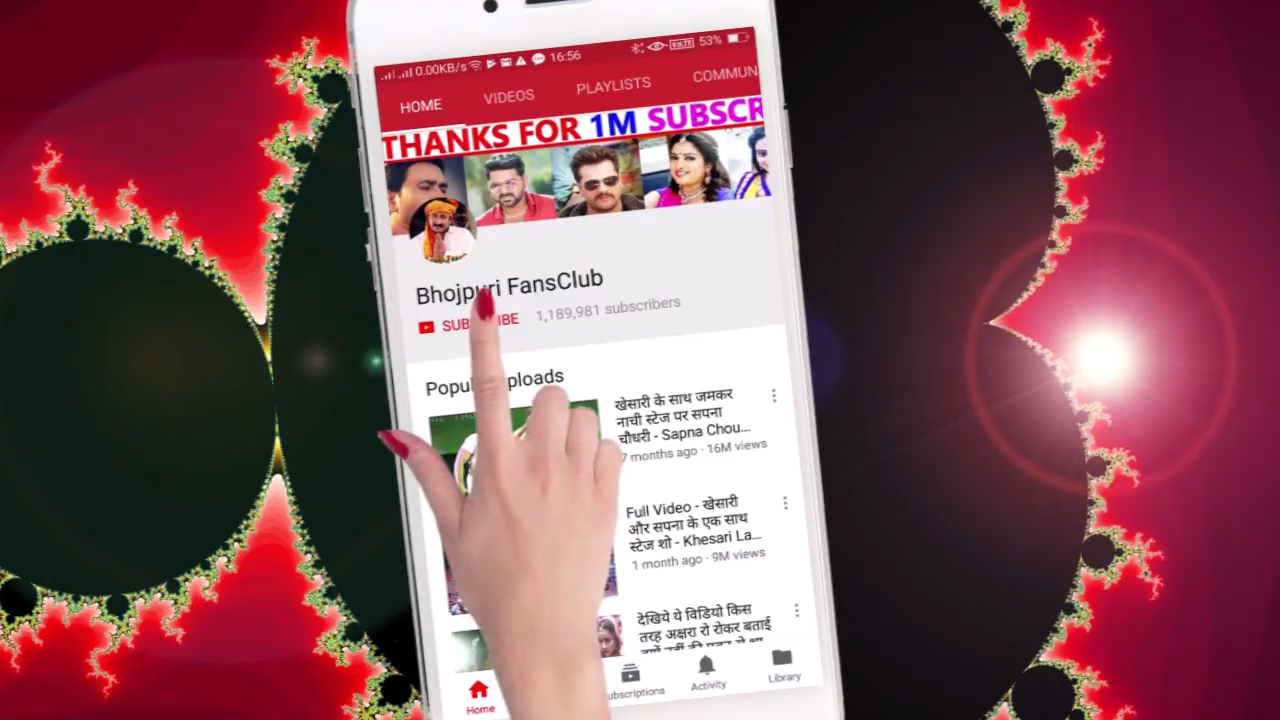 0.00KB/s 16:56 53%
HOME VIDEOS PLAYLISTS COMMUN
THANKS FOR 1M SUBSCR
Bhojpuri FansClub
1,189,981 subscribers
खेसारी के साथ जमकर
नाची स्टेज पर सपना
चौधरी - Sapna Chou...
7 months ago · 16M views
Full Video - खेसारी
और सपना के एक साथ
स्टेज शो - Khesari La...
1 month ago · 9M views
देखिये ये विडियो किस
तरह अक्षरा रो रोकर बताई
Home Activity Library